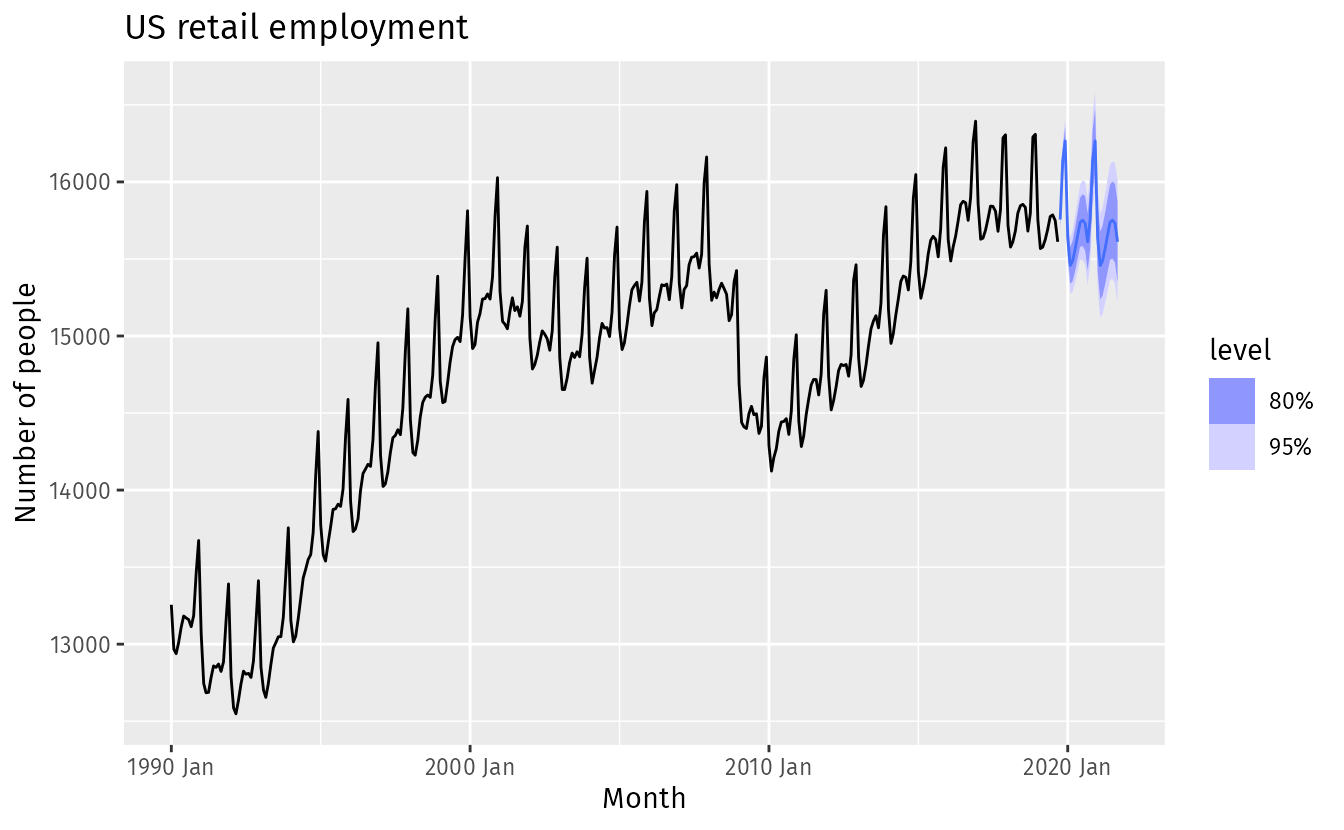 US retail employment
Number of people
16000
15000
14000
13000
1990 Jan
2000 Jan
2010 Jan
2020 Jan
Month
level
80%
95%